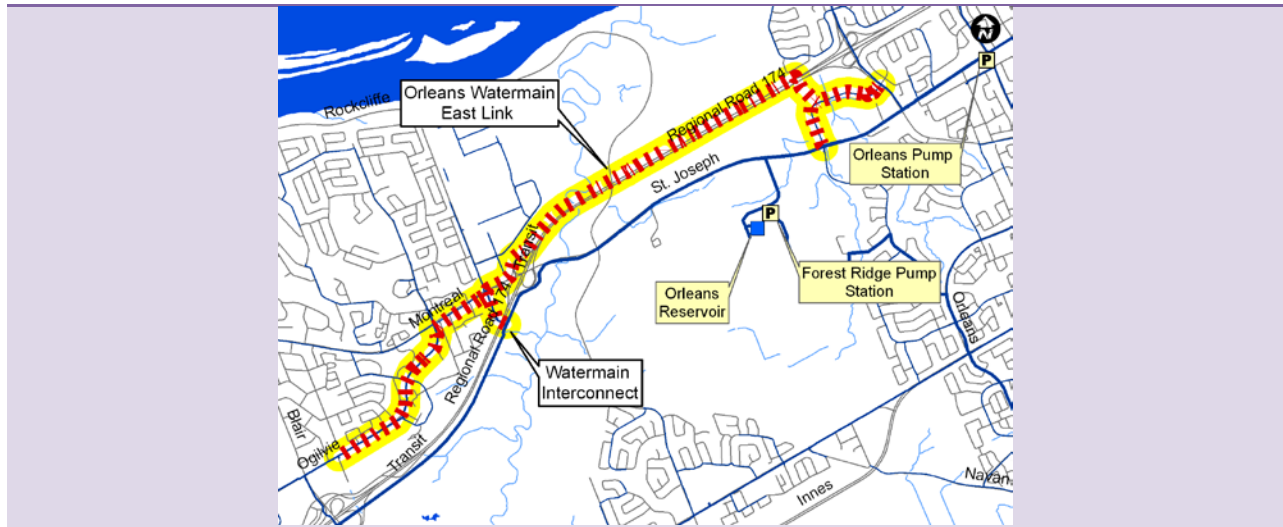 N
P
Orleans Watermain
East Link
Rockcliffe
Regional Road 174
St. Joseph
Orleans Pump
Station
P
Forest Ridge Pump
Station
Orleans
Reservoir
Orleans
Transit
Montreal
Regional Road 174
Watermain
Interconnect
Blair
Ogilvie
Transit
Innes
Navan